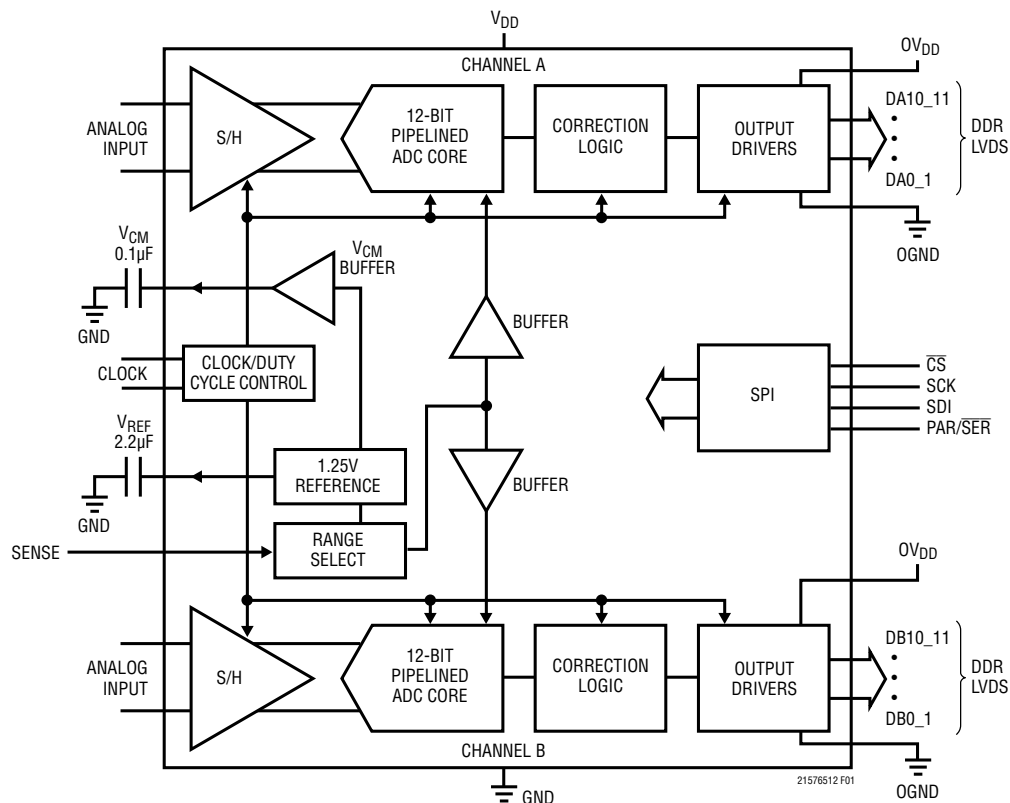 VDD
CHANNEL A
OVDD
ANALOG
INPUT
S/H
12-BIT
PIPELINED
ADC CORE
CORRECTION
LOGIC
OUTPUT
DRIVERS
DA10_11
•
•
•
DA0_1
DDR
LVDS
OGND
VCM
0.1µF
GND
VCM
BUFFER
BUFFER
CLOCK
CLOCK/DUTY
CYCLE CONTROL
SPI
C̅S̅
SCK
SDI
PAR/S̅E̅R̅
VREF
2.2µF
GND
1.25V
REFERENCE
BUFFER
SENSE
RANGE
SELECT
OVDD
ANALOG
INPUT
S/H
12-BIT
PIPELINED
ADC CORE
CORRECTION
LOGIC
OUTPUT
DRIVERS
DB10_11
•
•
•
DB0_1
DDR
LVDS
CHANNEL B
GND
21576512 F01
OGND